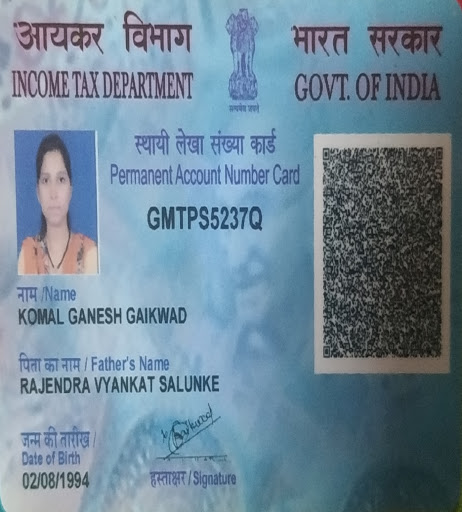 आयकर विभाग
INCOME TAX DEPARTMENT
भारत सरकार
GOVT. OF INDIA
सत्यमेव जयते
स्थायी लेखा संख्या कार्ड
Permanent Account Number Card
GMTPS5237Q
नाम /Name
KOMAL GANESH GAIKWAD
पिता का नाम / Father's Name
RAJENDRA VYANKAT SALUNKE
जन्म की तारीख /
Date of Birth
02/08/1994
हस्ताक्षर / Signature